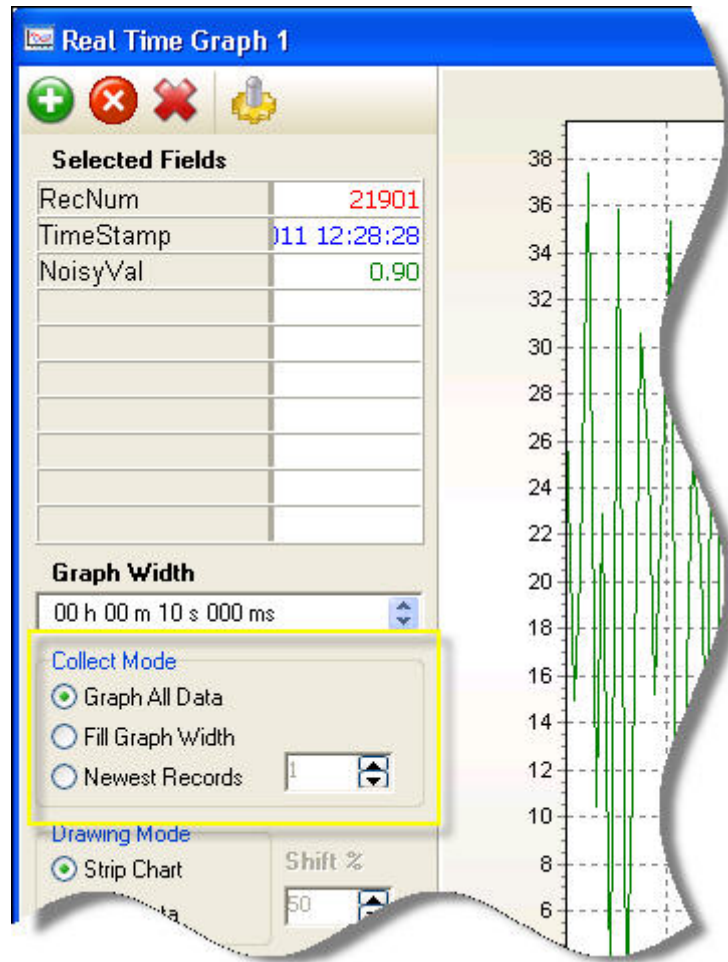 Real Time Graph 1
Selected Fields
RecNum 21901
TimeStamp 011 12:28:28
NoisyVal 0.90
Graph Width
00 h 00 m 10 s 000 ms
Collect Mode
Graph All Data
Fill Graph Width
Newest Records 1
Drawing Mode
Strip Chart
Shift %
50
38
36
34
32
30
28
26
24
22
20
18
16
14
12
10
8
6